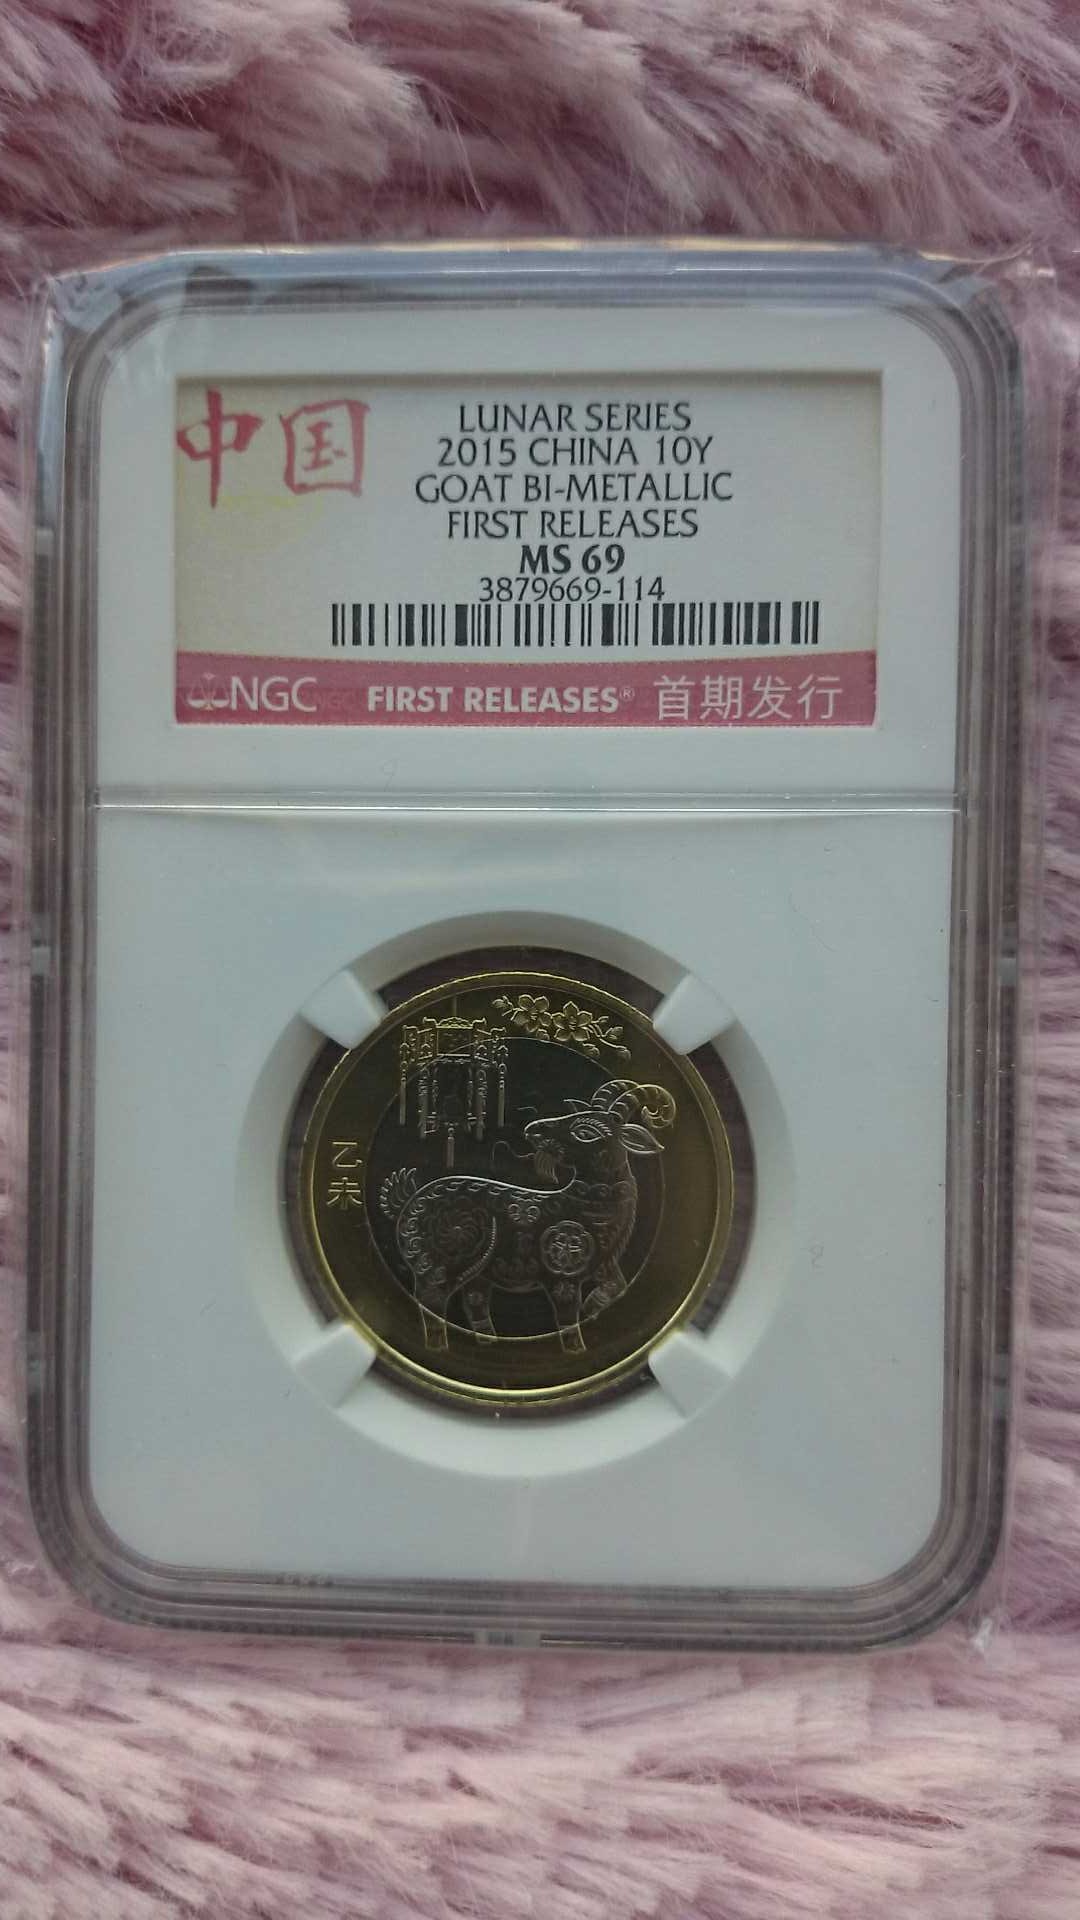 中国
LUNAR SERIES
2015 CHINA 10Y
GOAT BI-METALLIC
FIRST RELEASES
MS 69
3879669-114
NGC FIRST RELEASES® 首期发行
乙未